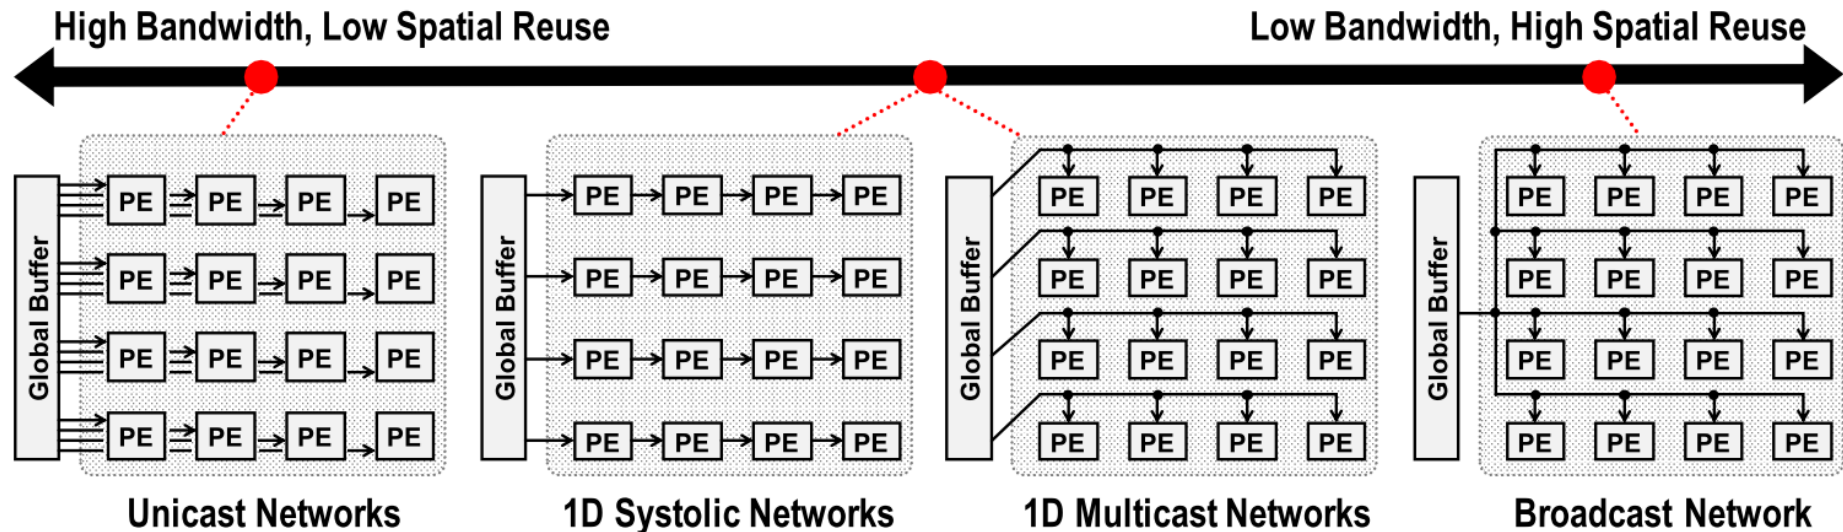 High Bandwidth, Low Spatial Reuse
Low Bandwidth, High Spatial Reuse
Global Buffer
PE PE PE PE
PE PE PE PE
PE PE PE PE
PE PE PE PE
Unicast Networks
Global Buffer
PE PE PE PE
PE PE PE PE
PE PE PE PE
PE PE PE PE
1D Systolic Networks
Global Buffer
PE PE PE PE
PE PE PE PE
PE PE PE PE
PE PE PE PE
1D Multicast Networks
Global Buffer
PE PE PE PE
PE PE PE PE
PE PE PE PE
PE PE PE PE
Broadcast Network